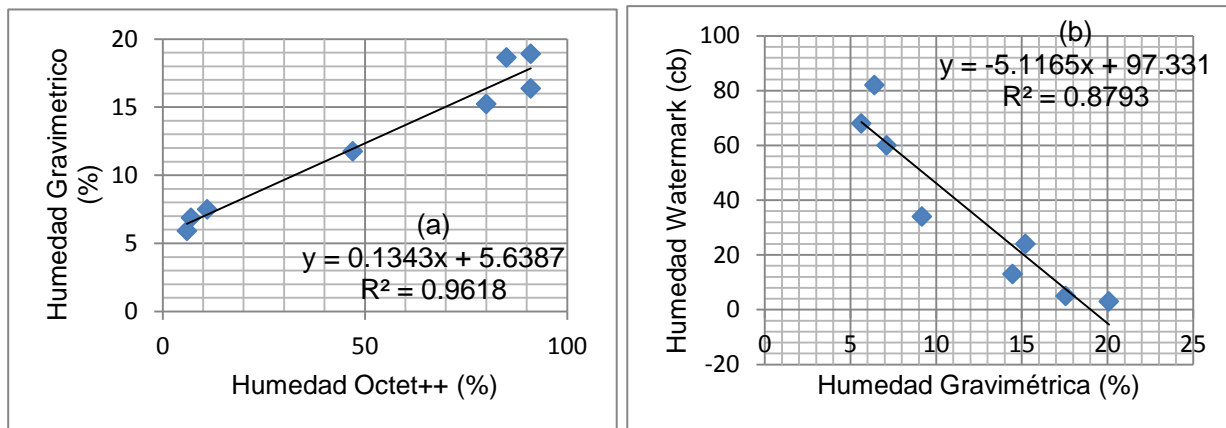 Humedad Gravimetrico
(%)
20
15
10
5
0
(a)
y = 0.1343x + 5.6387
R² = 0.9618
0 50 100
Humedad Octet++ (%)
Humedad Watermark (cb)
100
80
60
40
20
0
-20
(b)
y = -5.1165x + 97.331
R² = 0.8793
0 5 10 15 20 25
Humedad Gravimétrica (%)